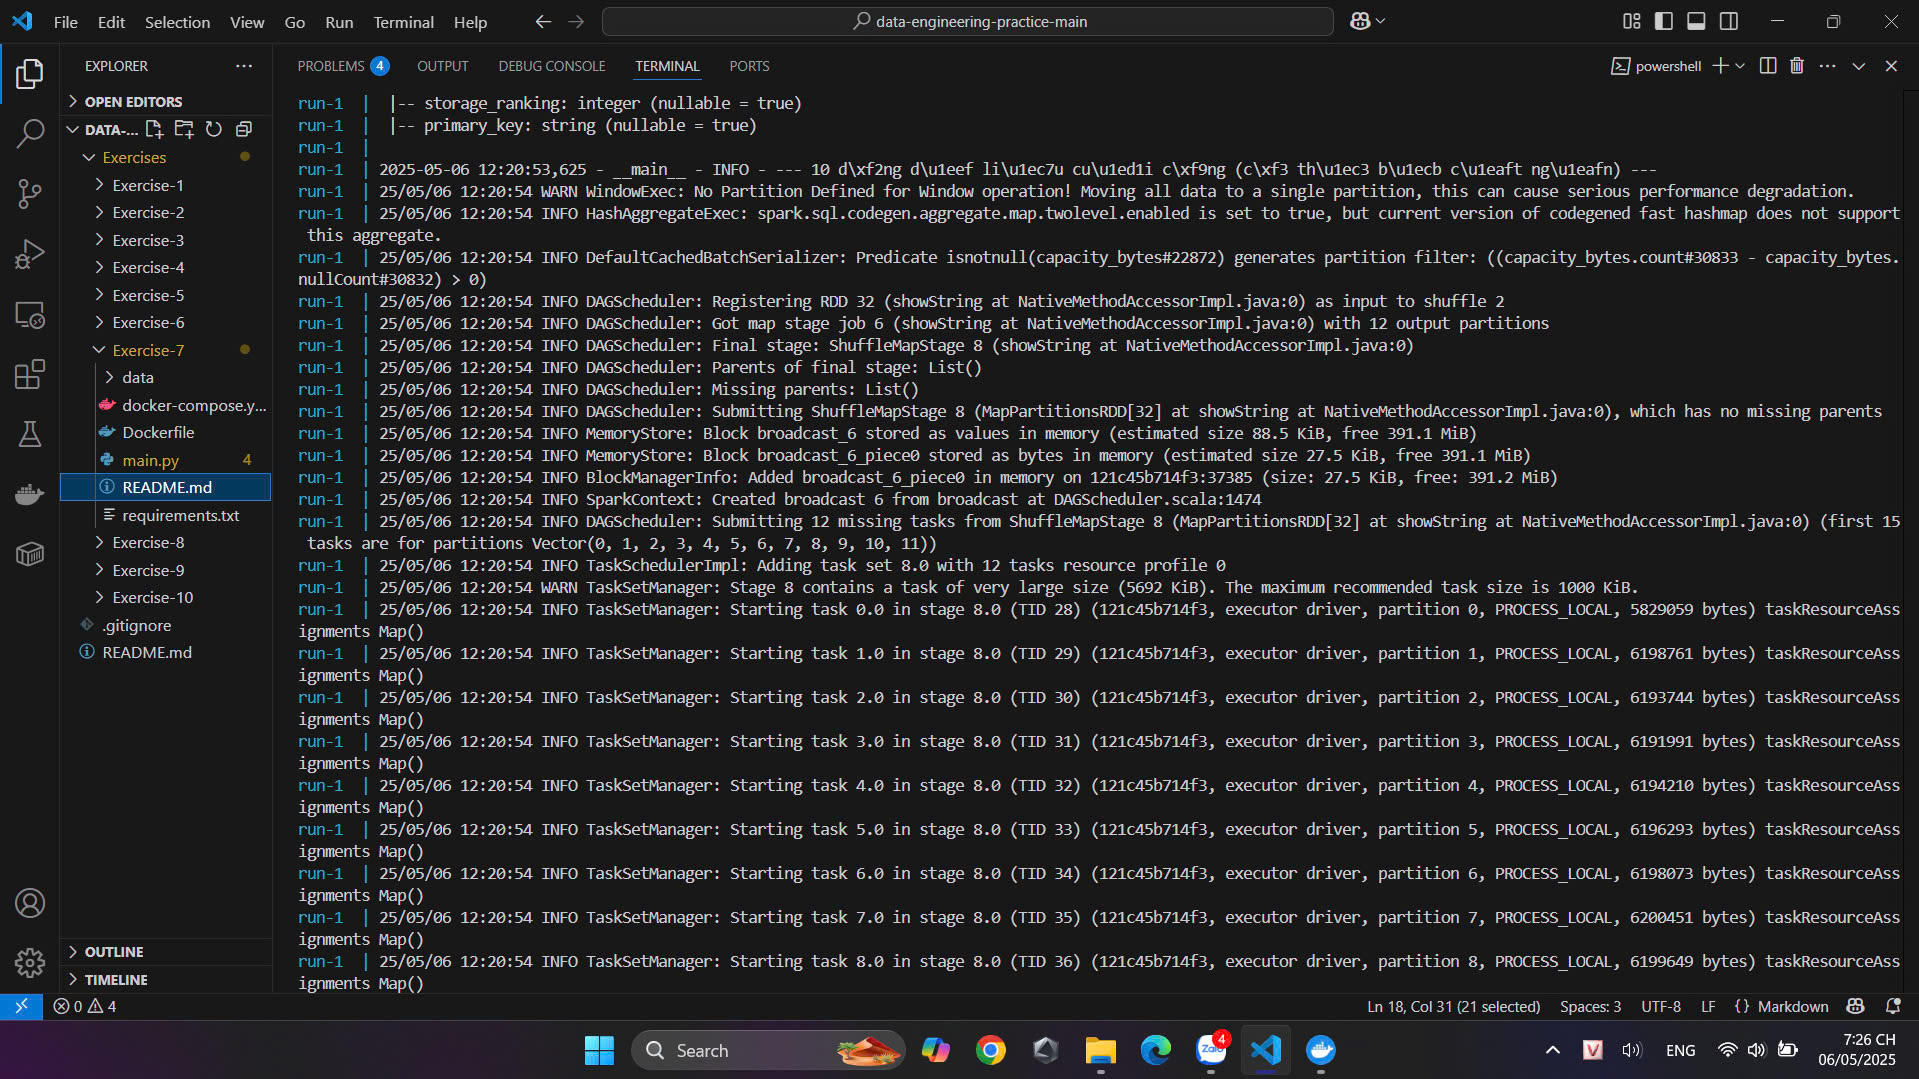 File Edit Selection View Go Run Terminal Help
data-engineering-practice-main
EXPLORER
OPEN EDITORS
DATA-...
Exercises
Exercise-1
Exercise-2
Exercise-3
Exercise-4
Exercise-5
Exercise-6
Exercise-7
data
docker-compose.y...
Dockerfile
main.py 4
README.md
requirements.txt
Exercise-8
Exercise-9
Exercise-10
.gitignore
README.md
OUTLINE
TIMELINE
PROBLEMS 4 OUTPUT DEBUG CONSOLE TERMINAL PORTS
powershell
run-1 | |-- storage_ranking: integer (nullable = true)
run-1 | |-- primary_key: string (nullable = true)
run-1 |
run-1 | 2025-05-06 12:20:53,625 - __main__ - INFO - --- 10 d\xf2ng d\u1eef li\u1ec7u cu\u1ed1i c\xf9ng (c\xf3 th\u1ec3 b\u1ecb c\u1eaft ng\u1eafn) ---
run-1 | 25/05/06 12:20:54 WARN WindowExec: No Partition Defined for Window operation! Moving all data to a single partition, this can cause serious performance degradation.
run-1 | 25/05/06 12:20:54 INFO HashAggregateExec: spark.sql.codegen.aggregate.map.twolevel.enabled is set to true, but current version of codegened fast hashmap does not support
this aggregate.
run-1 | 25/05/06 12:20:54 INFO DefaultCachedBatchSerializer: Predicate isnotnull(capacity_bytes#22872) generates partition filter: ((capacity_bytes.count#30833 - capacity_bytes.
nullCount#30832) > 0)
run-1 | 25/05/06 12:20:54 INFO DAGScheduler: Registering RDD 32 (showString at NativeMethodAccessorImpl.java:0) as input to shuffle 2
run-1 | 25/05/06 12:20:54 INFO DAGScheduler: Got map stage job 6 (showString at NativeMethodAccessorImpl.java:0) with 12 output partitions
run-1 | 25/05/06 12:20:54 INFO DAGScheduler: Final stage: ShuffleMapStage 8 (showString at NativeMethodAccessorImpl.java:0)
run-1 | 25/05/06 12:20:54 INFO DAGScheduler: Parents of final stage: List()
run-1 | 25/05/06 12:20:54 INFO DAGScheduler: Missing parents: List()
run-1 | 25/05/06 12:20:54 INFO DAGScheduler: Submitting ShuffleMapStage 8 (MapPartitionsRDD[32] at showString at NativeMethodAccessorImpl.java:0), which has no missing parents
run-1 | 25/05/06 12:20:54 INFO MemoryStore: Block broadcast_6 stored as values in memory (estimated size 88.5 KiB, free 391.1 MiB)
run-1 | 25/05/06 12:20:54 INFO MemoryStore: Block broadcast_6_piece0 stored as bytes in memory (estimated size 27.5 KiB, free 391.1 MiB)
run-1 | 25/05/06 12:20:54 INFO BlockManagerInfo: Added broadcast_6_piece0 in memory on 121c45b714f3:37385 (size: 27.5 KiB, free: 391.2 MiB)
run-1 | 25/05/06 12:20:54 INFO SparkContext: Created broadcast 6 from broadcast at DAGScheduler.scala:1474
run-1 | 25/05/06 12:20:54 INFO DAGScheduler: Submitting 12 missing tasks from ShuffleMapStage 8 (MapPartitionsRDD[32] at showString at NativeMethodAccessorImpl.java:0) (first 15
tasks are for partitions Vector(0, 1, 2, 3, 4, 5, 6, 7, 8, 9, 10, 11))
run-1 | 25/05/06 12:20:54 INFO TaskSchedulerImpl: Adding task set 8.0 with 12 tasks resource profile 0
run-1 | 25/05/06 12:20:54 WARN TaskSetManager: Stage 8 contains a task of very large size (5692 KiB). The maximum recommended task size is 1000 KiB.
run-1 | 25/05/06 12:20:54 INFO TaskSetManager: Starting task 0.0 in stage 8.0 (TID 28) (121c45b714f3, executor driver, partition 0, PROCESS_LOCAL, 5829059 bytes) taskResourceAss
ignments Map()
run-1 | 25/05/06 12:20:54 INFO TaskSetManager: Starting task 1.0 in stage 8.0 (TID 29) (121c45b714f3, executor driver, partition 1, PROCESS_LOCAL, 6198761 bytes) taskResourceAss
ignments Map()
run-1 | 25/05/06 12:20:54 INFO TaskSetManager: Starting task 2.0 in stage 8.0 (TID 30) (121c45b714f3, executor driver, partition 2, PROCESS_LOCAL, 6193744 bytes) taskResourceAss
ignments Map()
run-1 | 25/05/06 12:20:54 INFO TaskSetManager: Starting task 3.0 in stage 8.0 (TID 31) (121c45b714f3, executor driver, partition 3, PROCESS_LOCAL, 6191991 bytes) taskResourceAss
ignments Map()
run-1 | 25/05/06 12:20:54 INFO TaskSetManager: Starting task 4.0 in stage 8.0 (TID 32) (121c45b714f3, executor driver, partition 4, PROCESS_LOCAL, 6194210 bytes) taskResourceAss
ignments Map()
run-1 | 25/05/06 12:20:54 INFO TaskSetManager: Starting task 5.0 in stage 8.0 (TID 33) (121c45b714f3, executor driver, partition 5, PROCESS_LOCAL, 6196293 bytes) taskResourceAss
ignments Map()
run-1 | 25/05/06 12:20:54 INFO TaskSetManager: Starting task 6.0 in stage 8.0 (TID 34) (121c45b714f3, executor driver, partition 6, PROCESS_LOCAL, 6198073 bytes) taskResourceAss
ignments Map()
run-1 | 25/05/06 12:20:54 INFO TaskSetManager: Starting task 7.0 in stage 8.0 (TID 35) (121c45b714f3, executor driver, partition 7, PROCESS_LOCAL, 6200451 bytes) taskResourceAss
ignments Map()
run-1 | 25/05/06 12:20:54 INFO TaskSetManager: Starting task 8.0 in stage 8.0 (TID 36) (121c45b714f3, executor driver, partition 8, PROCESS_LOCAL, 6199649 bytes) taskResourceAss
ignments Map()
0 4 Ln 18, Col 31 (21 selected) Spaces: 3 UTF-8 LF {} Markdown
Search
Zalo 4
V
ENG
7:26 CH
06/05/2025